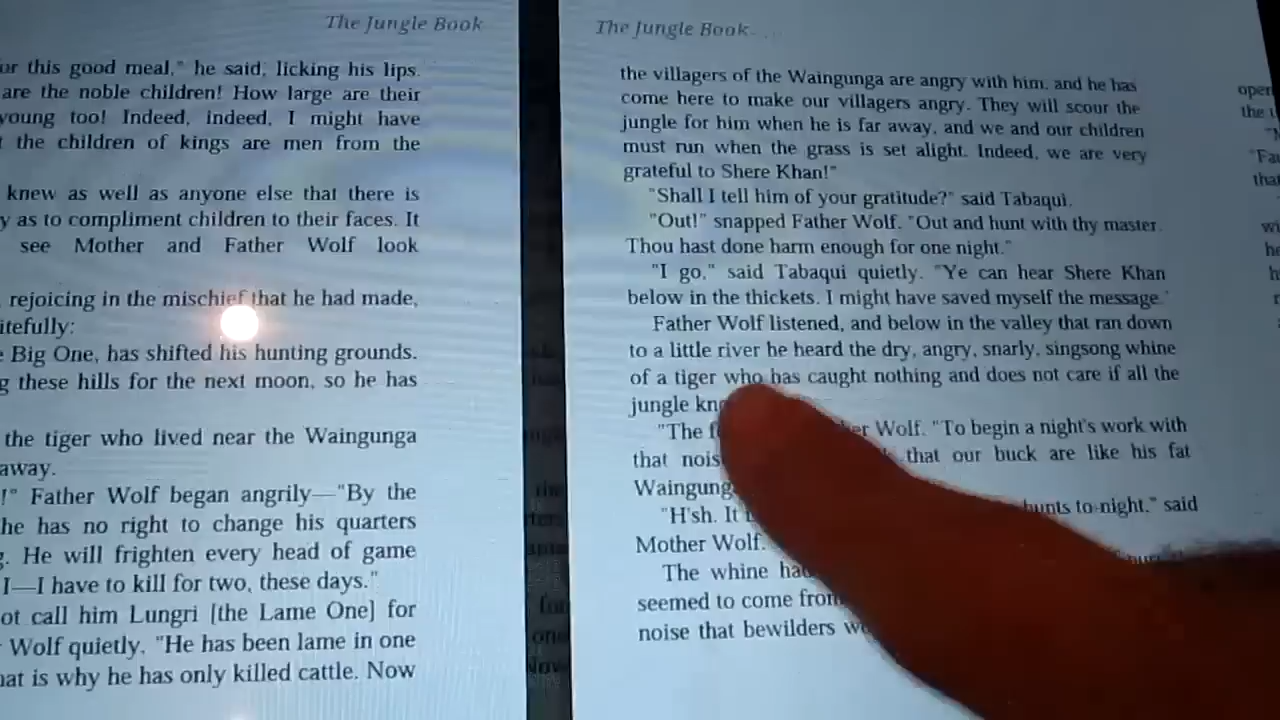 The Jungle Book
or this good meal," he said, licking his lips.
are the noble children! How large are their
young too! Indeed, indeed, I might have
the children of kings are men from the
knew as well as anyone else that there is
y as to compliment children to their faces. It
see Mother and Father Wolf look
rejoicing in the mischief that he had made,
itefully:
Big One, has shifted his hunting grounds.
g these hills for the next moon, so he has
the tiger who lived near the Waingunga
away.
!" Father Wolf began angrily—"By the
he has no right to change his quarters
g. He will frighten every head of game
I—I have to kill for two, these days."
ot call him Lungri [the Lame One] for
Wolf quietly. "He has been lame in one
hat is why he has only killed cattle. Now
The Jungle Book
the villagers of the Waingunga are angry with him, and he has
come here to make our villagers angry. They will scour the
jungle for him when he is far away, and we and our children
must run when the grass is set alight. Indeed, we are very
grateful to Shere Khan!"
"Shall I tell him of your gratitude?" said Tabaqui.
"Out!" snapped Father Wolf. "Out and hunt with thy master.
Thou hast done harm enough for one night."
"I go," said Tabaqui quietly. "Ye can hear Shere Khan
below in the thickets. I might have saved myself the message."
Father Wolf listened, and below in the valley that ran down
to a little river he heard the dry, angry, snarly, singsong whine
of a tiger who has caught nothing and does not care if all the
jungle kn
"The f her Wolf. "To begin a night's work with
that nois that our buck are like his fat
Waingung
"H'sh. It i hunts to-night," said
Mother Wolf.
The whine had
seemed to come from
noise that bewilders w
open
the
"Fa
tha
wi
he
h